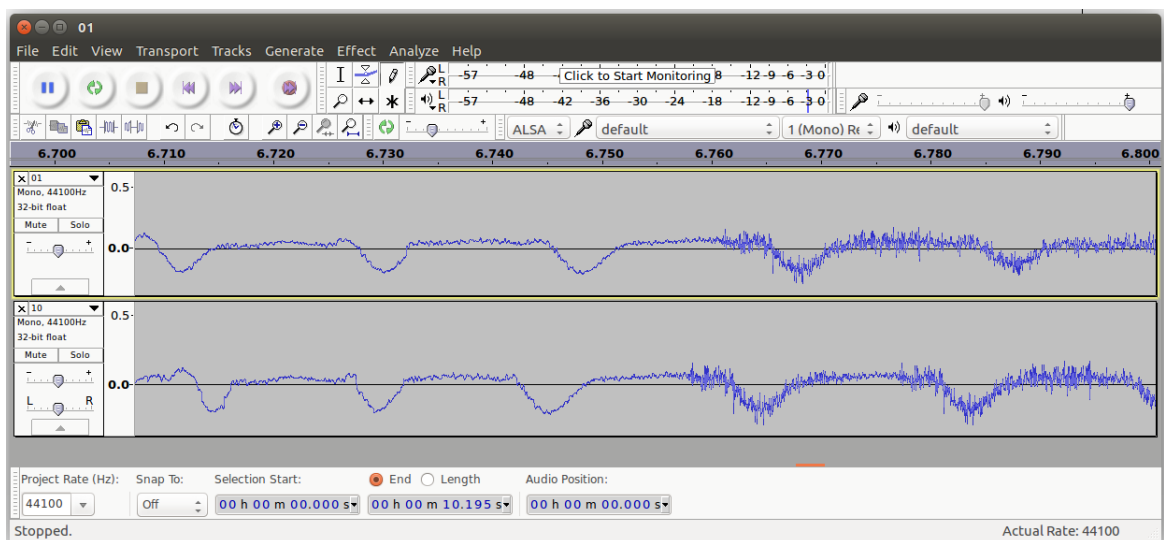 01
File Edit View Transport Tracks Generate Effect Analyze Help
L R -57 -48 -4 Click to Start Monitoring 8 -12 -9 -6 -3 0
L R -57 -48 -42 -36 -30 -24 -18 -12 -9 -6 -3 0
ALSA default 1 (Mono) Re default
6.700 6.710 6.720 6.730 6.740 6.750 6.760 6.770 6.780 6.790 6.800
01
Mono, 44100Hz
32-bit float
Mute Solo
- +
0.5
0.0
10
Mono, 44100Hz
32-bit float
Mute Solo
- +
L R
0.5
0.0
Project Rate (Hz): Snap To: Selection Start: End Length Audio Position:
44100 Off 00 h 00 m 00.000 s 00 h 00 m 10.195 s 00 h 00 m 00.000 s
Stopped. Actual Rate: 44100